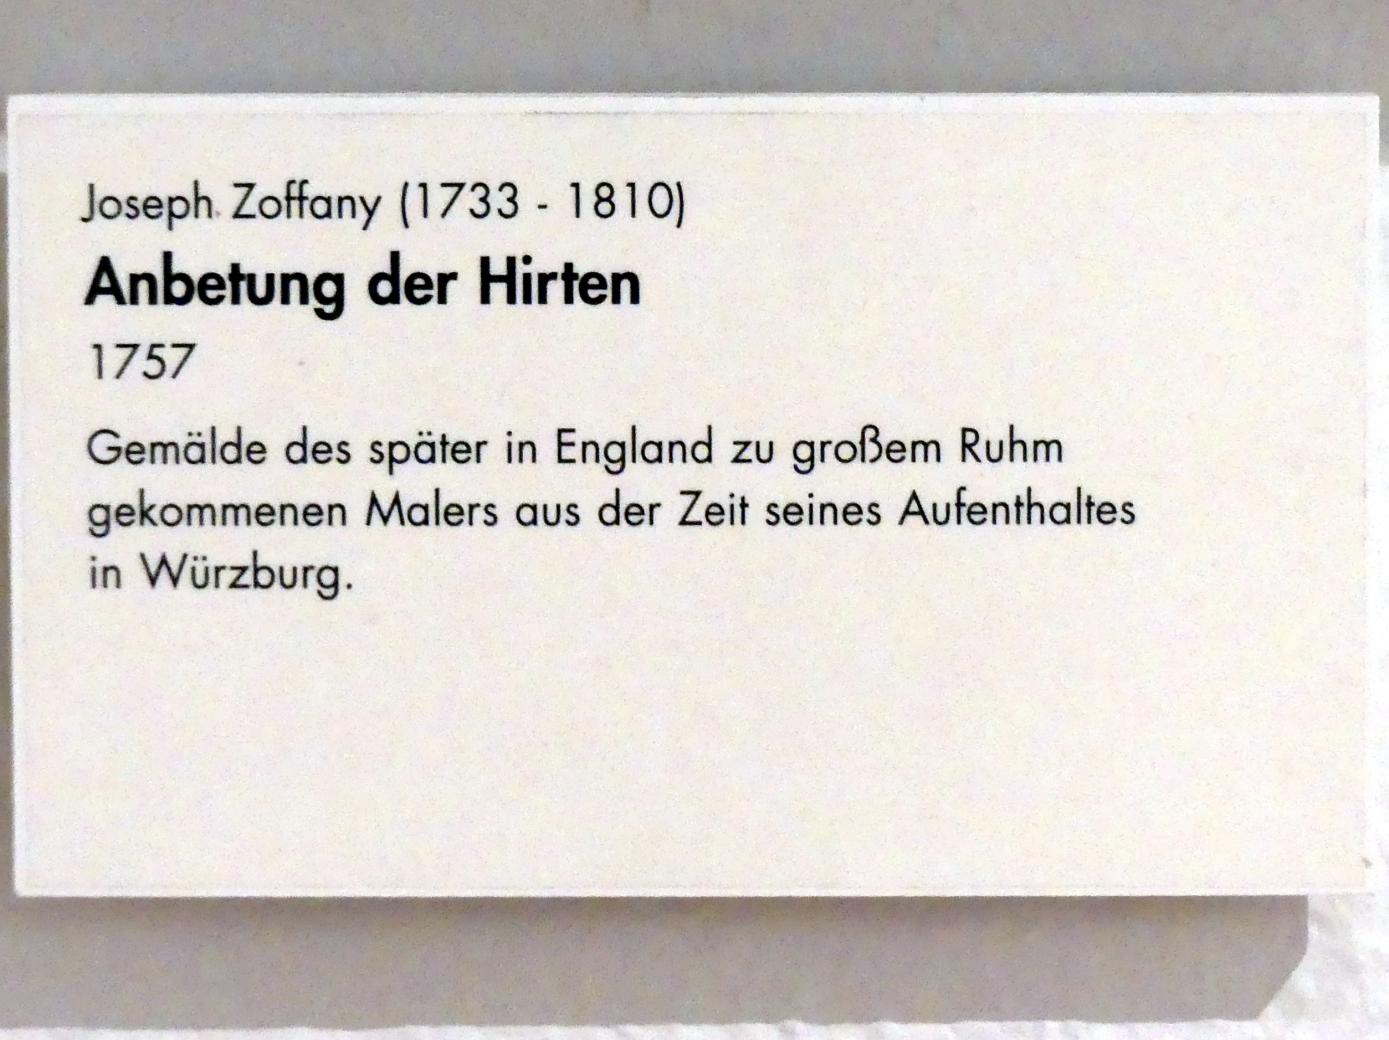 Joseph Zoffany (1733 - 1810)
Anbetung der Hirten
1757
Gemälde des später in England zu großem Ruhm
gekommenen Malers aus der Zeit seines Aufenthaltes
in Würzburg.